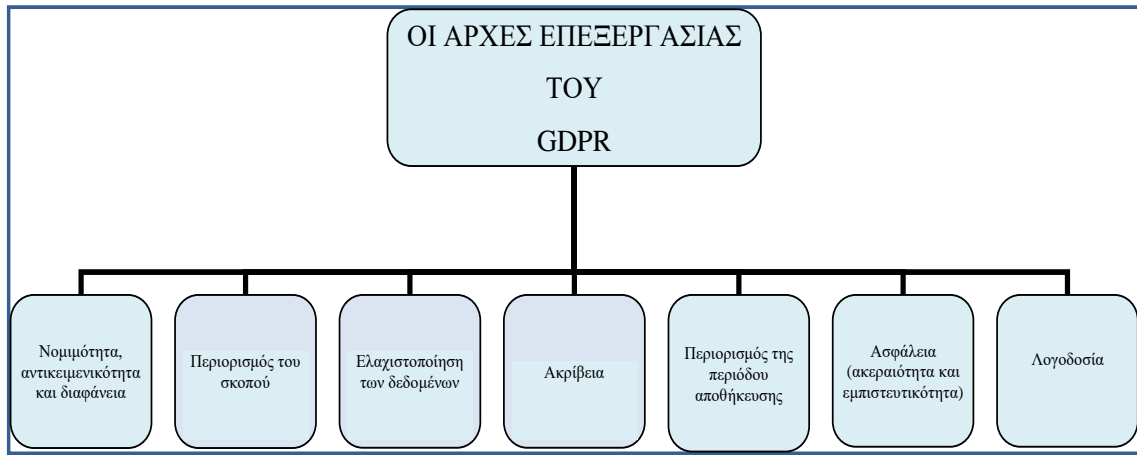 ΟΙ ΑΡΧΕΣ ΕΠΕΞΕΡΓΑΣΙΑΣ
ΤΟΥ
GDPR
Νομιμότητα,
αντικειμενικότητα
και διαφάνεια
Περιορισμός του
σκοπού
Ελαχιστοποίηση
των δεδομένων
Ακρίβεια
Περιορισμός της
περιόδου
αποθήκευσης
Ασφάλεια
(ακεραιότητα και
εμπιστευτικότητα)
Λογοδοσία